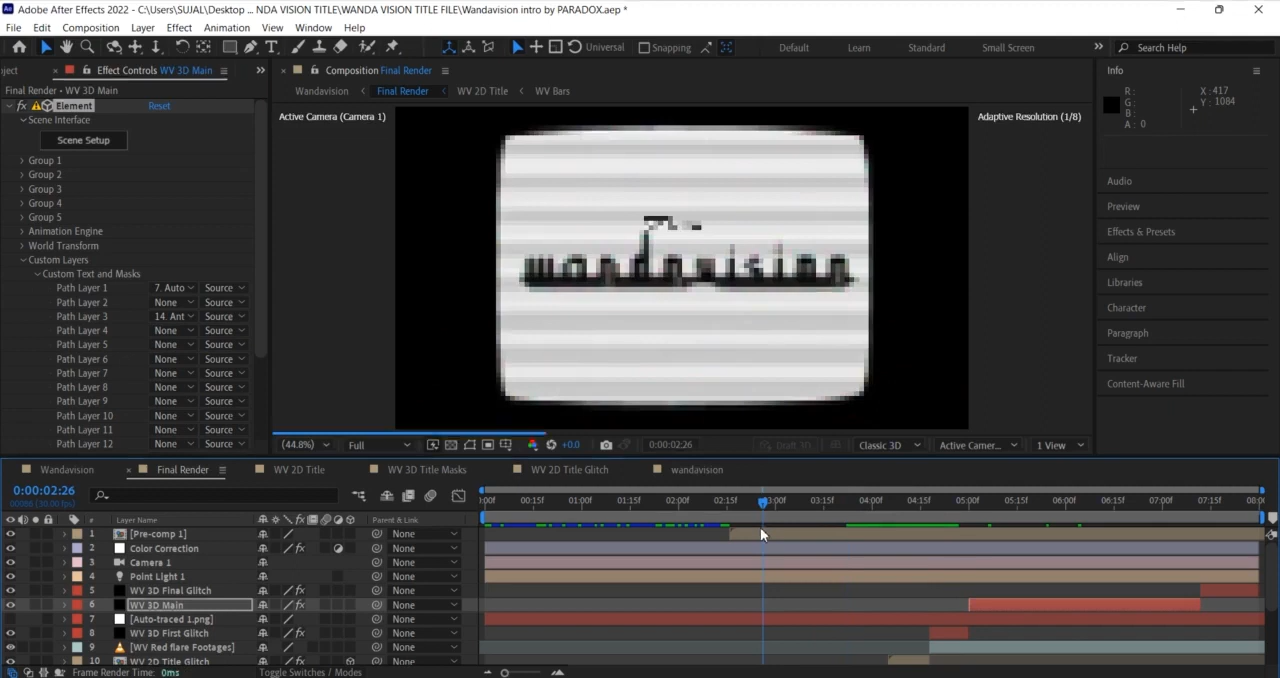 Adobe After Effects 2022 - C:\Users\SUJAL\Desktop ... NDA VISION TITLE\WANDA VISION TITLE FILE\Wandavision intro by PARADOX.aep *
File Edit Composition Layer Effect Animation View Window Help
Universal Snapping Default Learn Standard Small Screen Search Help
oject Effect Controls WV 3D Main
Final Render • WV 3D Main
fx Element Reset
Scene Interface
Scene Setup
Group 1
Group 2
Group 3
Group 4
Group 5
Animation Engine
World Transform
Custom Layers
Custom Text and Masks
Path Layer 1 7. Auto Source
Path Layer 2 None Source
Path Layer 3 14. Ant Source
Path Layer 4 None Source
Path Layer 5 None Source
Path Layer 6 None Source
Path Layer 7 None Source
Path Layer 8 None Source
Path Layer 9 None Source
Path Layer 10 None Source
Path Layer 11 None Source
Path Layer 12 None Source
Composition Final Render
Wandavision Final Render WV 2D Title WV Bars
Active Camera (Camera 1) Adaptive Resolution (1/8)
wandavision
(44.8%) Full +0.0 0:00:02:26 Draft 3D Classic 3D Active Camer... 1 View
Info
R: X: 417
G: Y: 1084
B:
A: 0
Audio
Preview
Effects & Presets
Align
Libraries
Character
Paragraph
Tracker
Content-Aware Fill
Wandavision Final Render WV 2D Title WV 3D Title Masks WV 2D Title Glitch wandavision
0:00:02:26
00086 (30.00 fps)
:00f 00:15f 01:00f 01:15f 02:00f 02:15f 03:00f 03:15f 04:00f 04:15f 05:00f 05:15f 06:00f 06:15f 07:00f 07:15f 08:00
# Layer Name fx Parent & Link
1 [Pre-comp 1] None
2 Color Correction fx None
3 Camera 1 None
4 Point Light 1 None
5 WV 3D Final Glitch fx None
6 WV 3D Main fx None
7 [Auto-traced 1.png] None
8 WV 3D First Glitch fx None
9 [WV Red flare Footages] fx None
10 WV 2D Title Glitch fx None
Frame Render Time: 0ms Toggle Switches / Modes